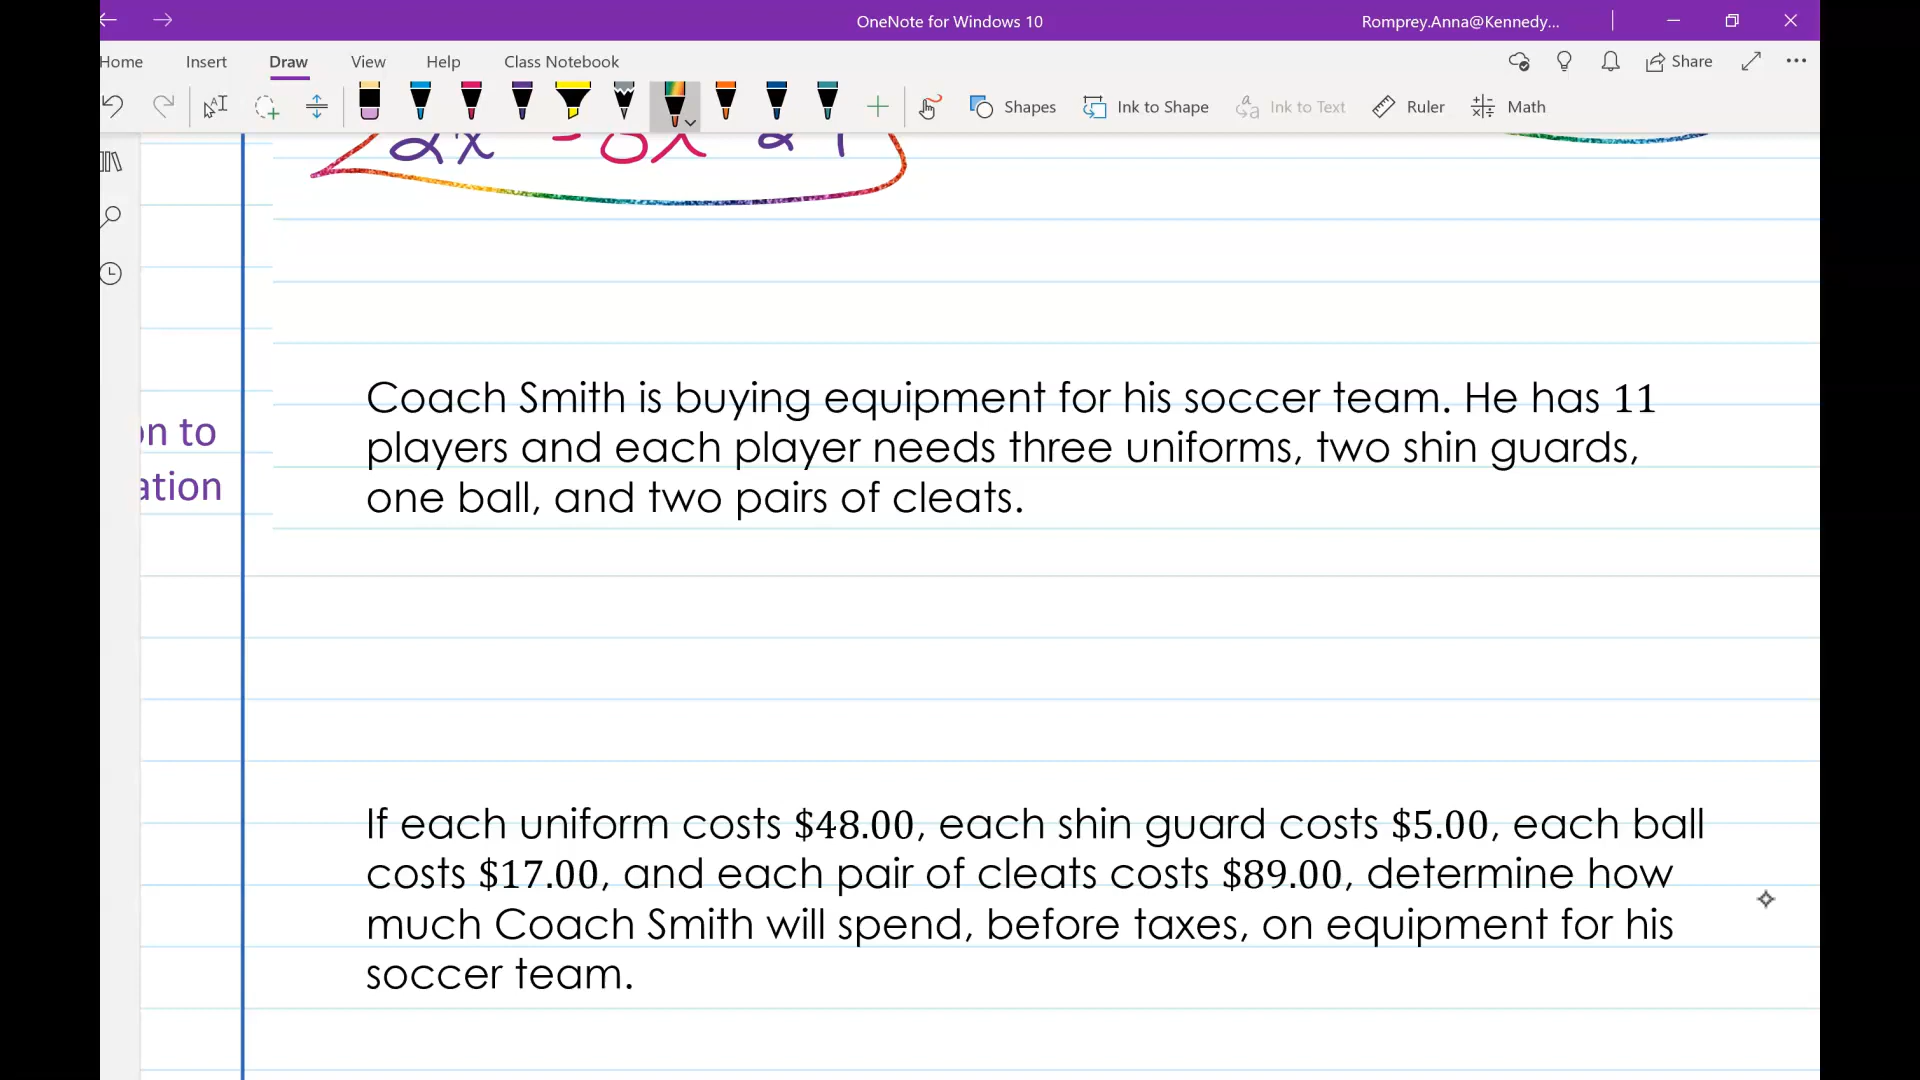 OneNote for Windows 10
Romprey.Anna@Kennedy...
Home Insert Draw View Help Class Notebook
Share
Shapes Ink to Shape Ink to Text Ruler Math
Coach Smith is buying equipment for his soccer team. He has 11
players and each player needs three uniforms, two shin guards,
one ball, and two pairs of cleats.
on to
ation
If each uniform costs $48.00, each shin guard costs $5.00, each ball
costs $17.00, and each pair of cleats costs $89.00, determine how
much Coach Smith will spend, before taxes, on equipment for his
soccer team.